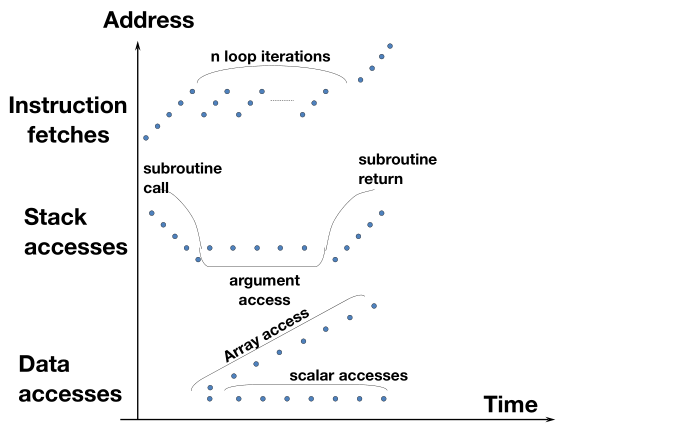 Address
n loop iterations
Instruction
fetches
subroutine
call
subroutine
return
Stack
accesses
argument
access
Array access
Data
accesses
scalar accesses
Time